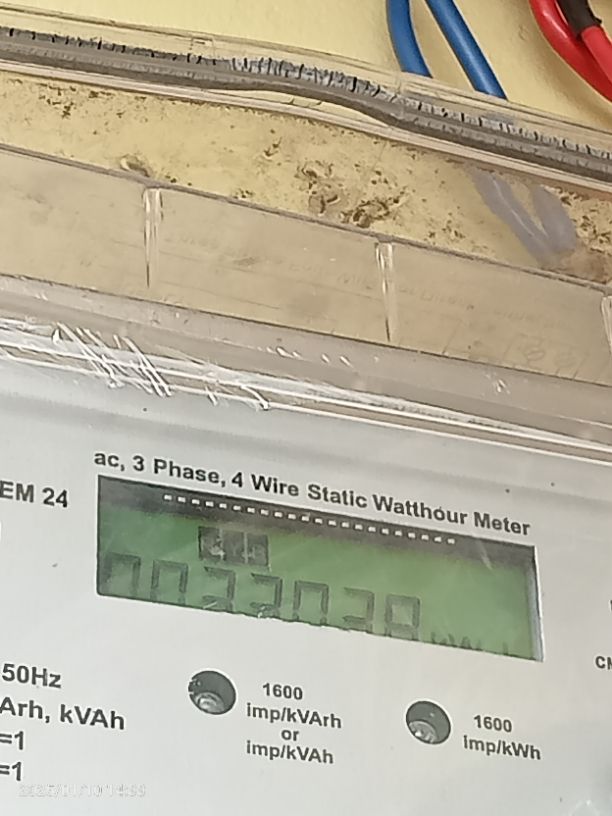 ac, 3 Phase, 4 Wire Static Watthour Meter
EM 24
50Hz
Arh, kVAh
=1
=1
1600
imp/kVArh
or
imp/kVAh
1600
imp/kWh